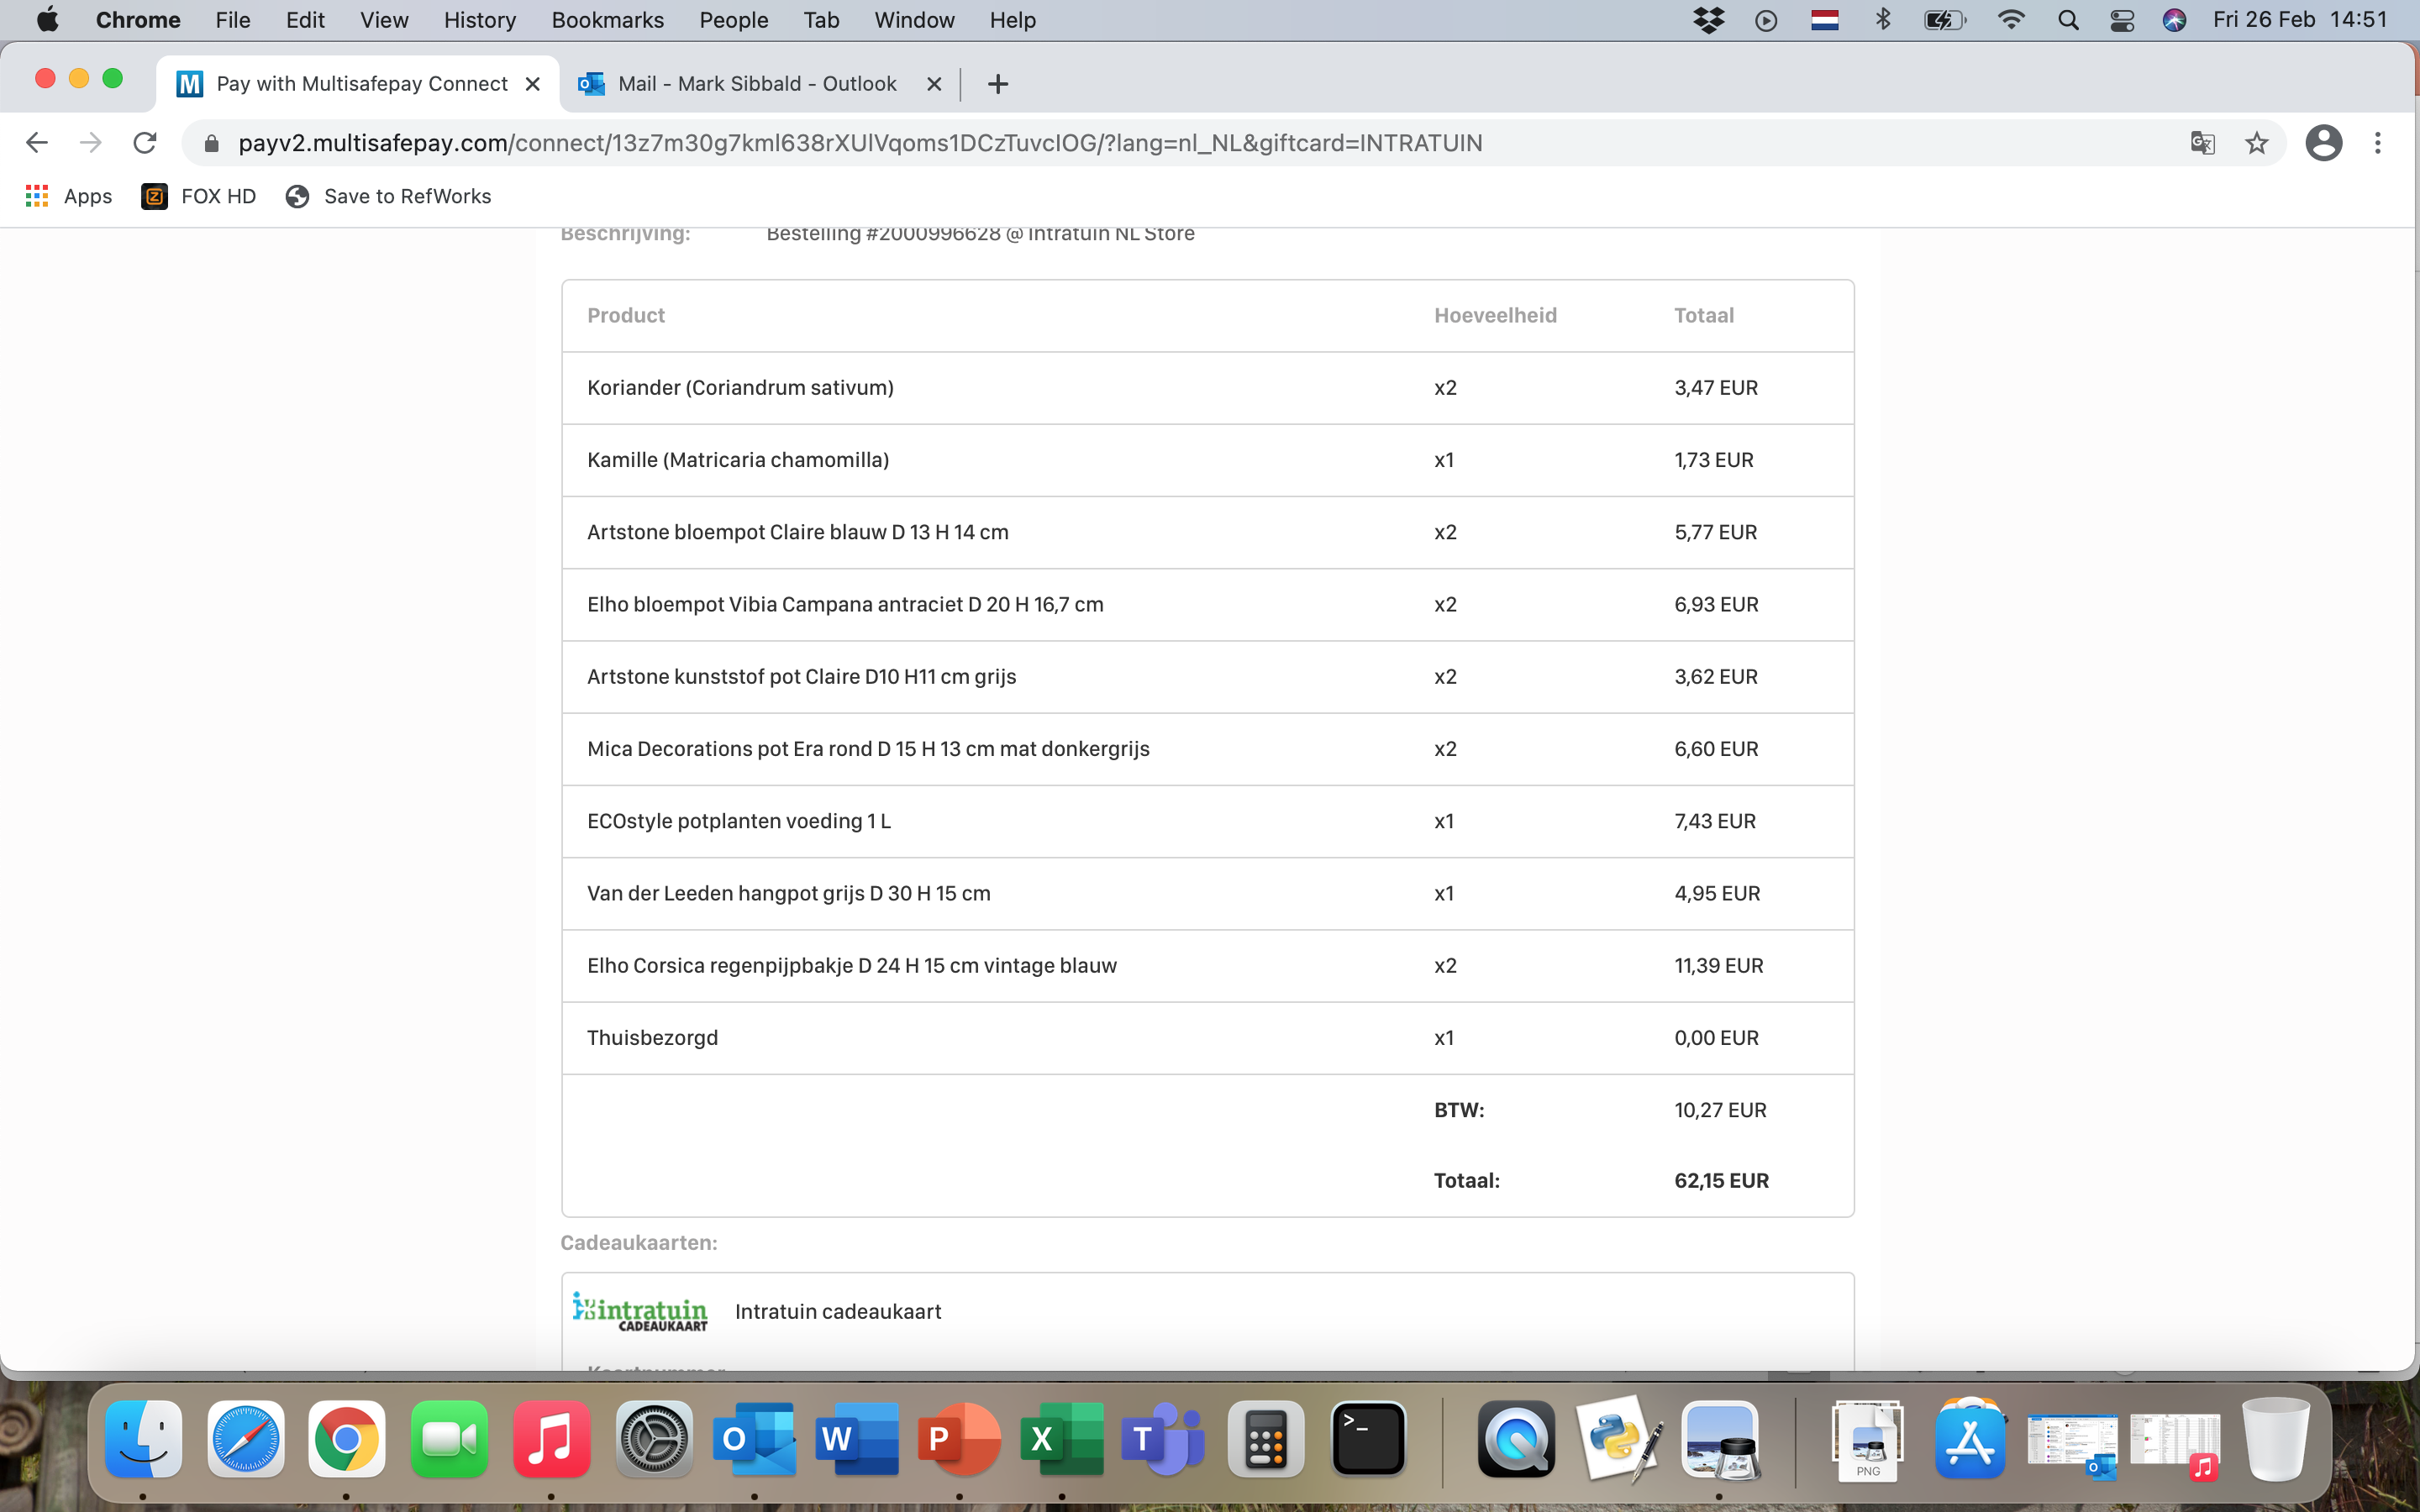 Chrome File Edit View History Bookmarks People Tab Window Help Fri 26 Feb 14:51
Pay with Multisafepay Connect Mail - Mark Sibbald - Outlook
payv2.multisafepay.com/connect/13z7m30g7kml638rXUlVqoms1DCzTuvcIOG/?lang=nl_NL&giftcard=INTRATUIN
Apps FOX HD Save to RefWorks
Beschrijving: Bestelling #2000996628 @ Intratuin NL Store
Product Hoeveelheid Totaal
Koriander (Coriandrum sativum) x2 3,47 EUR
Kamille (Matricaria chamomilla) x1 1,73 EUR
Artstone bloempot Claire blauw D 13 H 14 cm x2 5,77 EUR
Elho bloempot Vibia Campana antraciet D 20 H 16,7 cm x2 6,93 EUR
Artstone kunststof pot Claire D10 H11 cm grijs x2 3,62 EUR
Mica Decorations pot Era rond D 15 H 13 cm mat donkergrijs x2 6,60 EUR
ECOstyle potplanten voeding 1 L x1 7,43 EUR
Van der Leeden hangpot grijs D 30 H 15 cm x1 4,95 EUR
Elho Corsica regenpijpbakje D 24 H 15 cm vintage blauw x2 11,39 EUR
Thuisbezorgd x1 0,00 EUR
BTW: 10,27 EUR
Totaal: 62,15 EUR
Cadeaukaarten:
intratuin
CADEAUKAART
Intratuin cadeaukaart
PNG